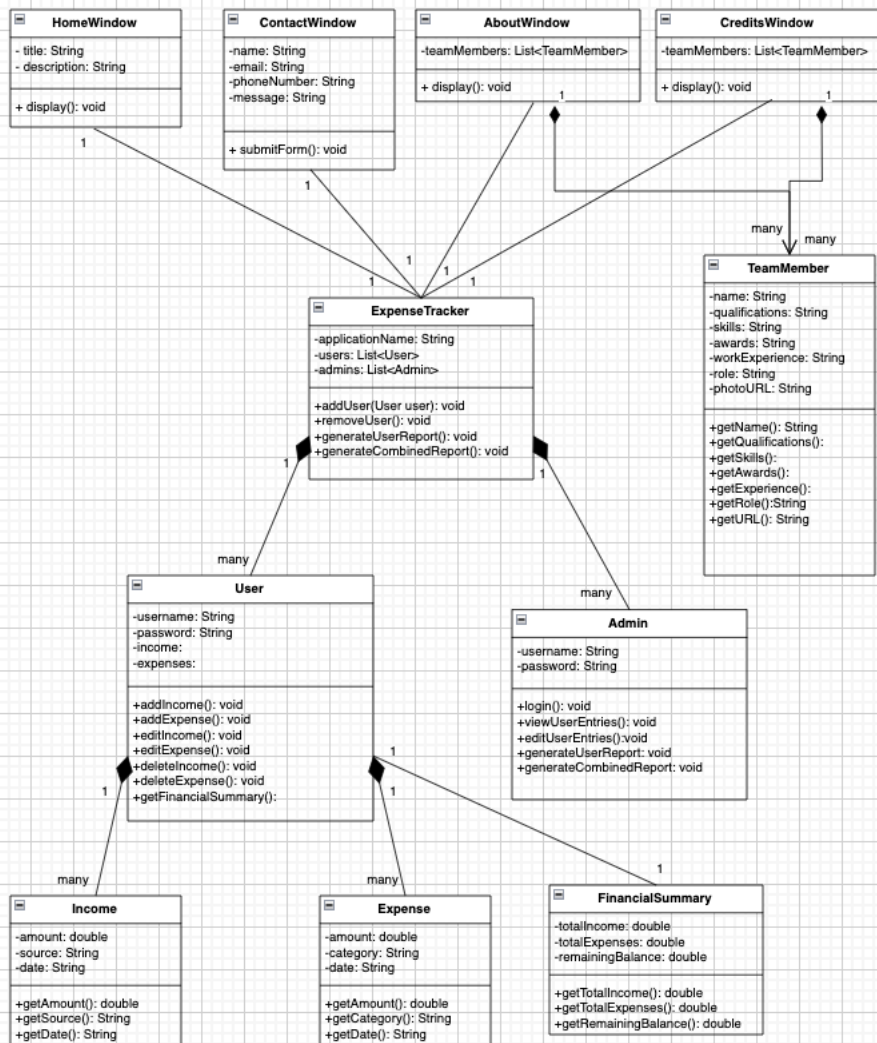 HomeWindow
- title: String
- description: String
+ display(): void
1
ContactWindow
-name: String
-email: String
-phoneNumber: String
-message: String
+ submitForm(): void
1
AboutWindow
-teamMembers: List<TeamMember>
+ display(): void
1
CreditsWindow
-teamMembers: List<TeamMember>
+ display(): void
1
many
many
1
1
1
1
TeamMember
-name: String
-qualifications: String
-skills: String
-awards: String
-workExperience: String
-role: String
-photoURL: String
+getName(): String
+getQualifications():
+getSkills():
+getAwards():
+getExperience():
+getRole():String
+getURL(): String
ExpenseTracker
-applicationName: String
-users: List<User>
-admins: List<Admin>
+addUser(User user): void
+removeUser(): void
+generateUserReport(): void
+generateCombinedReport(): void
1
1
many
many
User
-username: String
-password: String
-income:
-expenses:
+addIncome(): void
+addExpense(): void
+editIncome(): void
+editExpense(): void
+deleteIncome(): void
+deleteExpense(): void
+getFinancialSummary():
Admin
-username: String
-password: String
+login(): void
+viewUserEntries(): void
+editUserEntries():void
+generateUserReport: void
+generateCombinedReport: void
1
1
1
many
many
1
Income
-amount: double
-source: String
-date: String
+getAmount(): double
+getSource(): String
+getDate(): String
Expense
-amount: double
-category: String
-date: String
+getAmount(): double
+getCategory(): String
+getDate(): String
FinancialSummary
-totalIncome: double
-totalExpenses: double
-remainingBalance: double
+getTotalIncome(): double
+getTotalExpenses(): double
+getRemainingBalance(): double